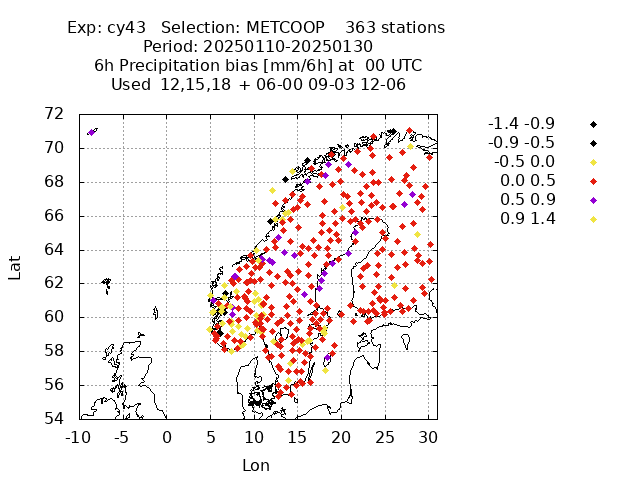 Exp: cy43   Selection: METCOOP    363 stations
Period: 20250110-20250130
6h Precipitation bias [mm/6h] at  00 UTC
Used  12,15,18  + 06-00 09-03 12-06
72
70
68
66
64
62
60
58
56
54
Lat
-10 -5 0 5 10 15 20 25 30
Lon
-1.4 -0.9
-0.9 -0.5
-0.5 0.0
0.0 0.5
0.5 0.9
0.9 1.4